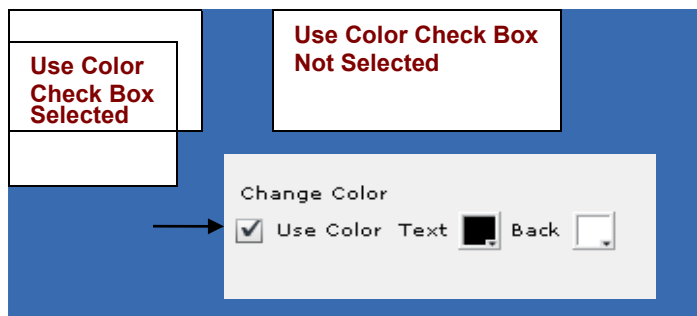 Use Color
Check Box
Selected
Use Color Check Box
Not Selected
Change Color
Use Color Text Back